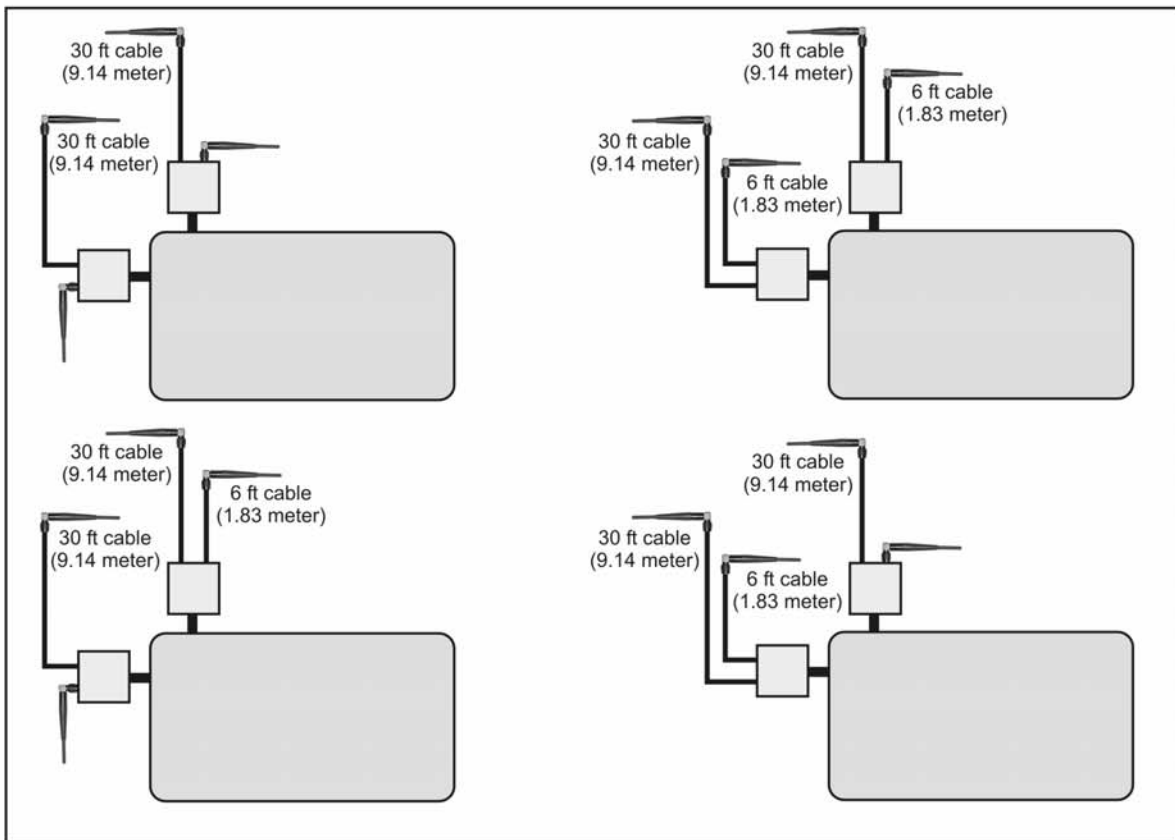 30 ft cable
(9.14 meter)
30 ft cable
(9.14 meter)
30 ft cable
(9.14 meter)
6 ft cable
(1.83 meter)
30 ft cable
(9.14 meter)
6 ft cable
(1.83 meter)
30 ft cable
(9.14 meter)
6 ft cable
(1.83 meter)
30 ft cable
(9.14 meter)
30 ft cable
(9.14 meter)
30 ft cable
(9.14 meter)
6 ft cable
(1.83 meter)